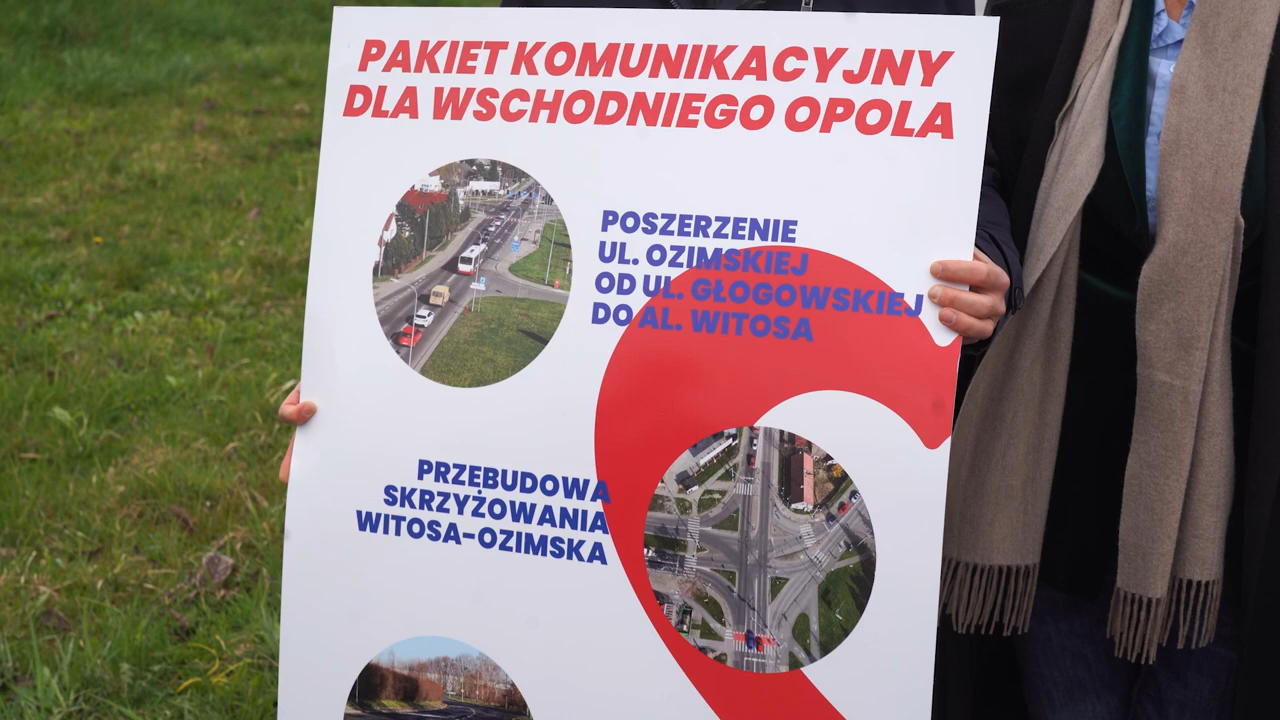 PAKIET KOMUNIKACYJNY
DLA WSCHODNIEGO OPOLA
POSZERZENIE
UL. OZIMSKIEJ
OD UL. GŁOGOWSKIEJ
DO AL. WITOSA
PRZEBUDOWA
SKRZYŻOWANIA
WITOSA-OZIMSKA